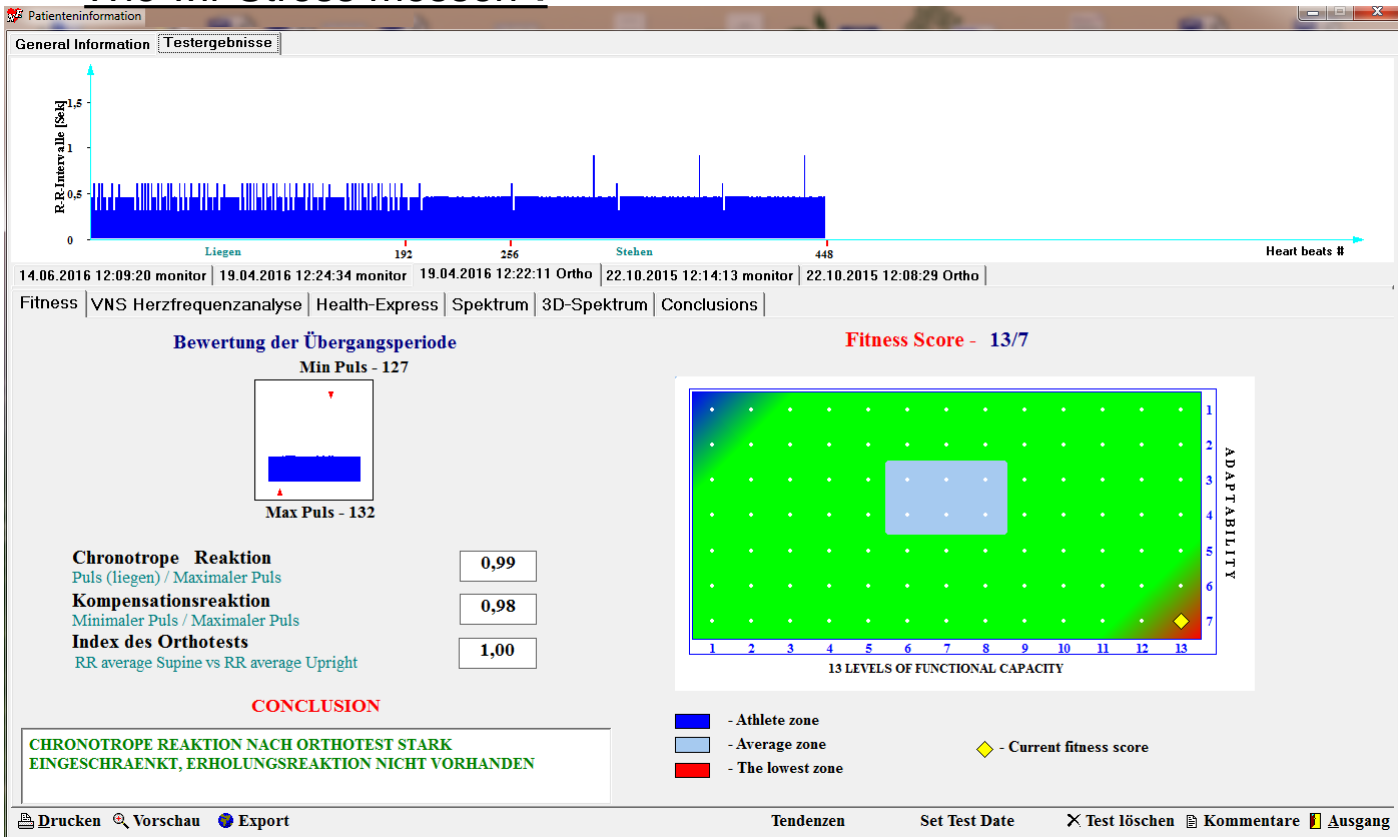 Patienteninformation
General Information Testergebnisse
R-R-Intervalle [Sek]
1,5
1
0,5
0
Liegen 192 256 Stehen 448 Heart beats #
14.06.2016 12:09:20 monitor 19.04.2016 12:24:34 monitor 19.04.2016 12:22:11 Ortho 22.10.2015 12:14:13 monitor 22.10.2015 12:08:29 Ortho
Fitness VNS Herzfrequenzanalyse Health-Express Spektrum 3D-Spektrum Conclusions
Bewertung der Übergangsperiode
Min Puls - 127
Max Puls - 132
Chronotrope Reaktion 0,99
Puls (liegen) / Maximaler Puls
Kompensationsreaktion 0,98
Minimaler Puls / Maximaler Puls
Index des Orthotests 1,00
RR average Supine vs RR average Upright
CONCLUSION
CHRONOTROPE REAKTION NACH ORTHOTEST STARK
EINGESCHRAENKT, ERHOLUNGSREAKTION NICHT VORHANDEN
Fitness Score - 13/7
1
2
3
4
5
6
7
ADAPTABILITY
1 2 3 4 5 6 7 8 9 10 11 12 13
13 LEVELS OF FUNCTIONAL CAPACITY
- Athlete zone
- Average zone
- The lowest zone
- Current fitness score
Drucken Vorschau Export Tendenzen Set Test Date Test löschen Kommentare Ausgang